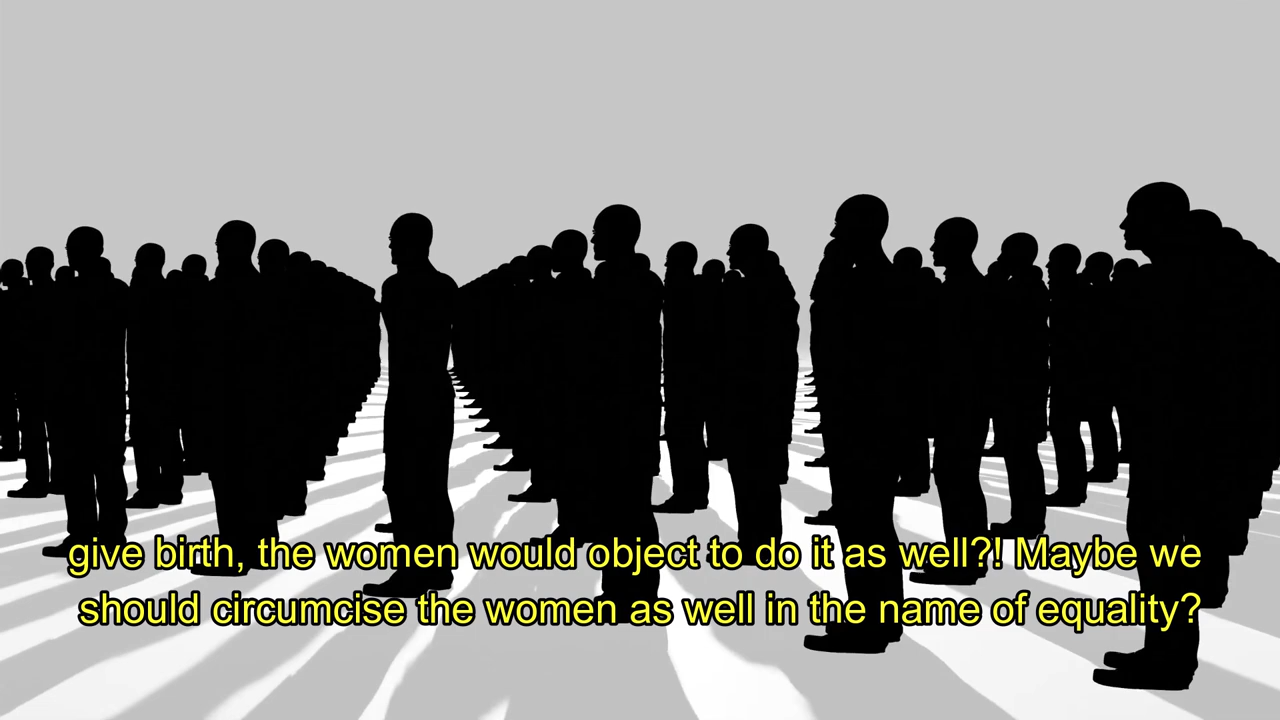 give birth, the women would object to do it as well?! Maybe we
should circumcise the women as well in the name of equality?